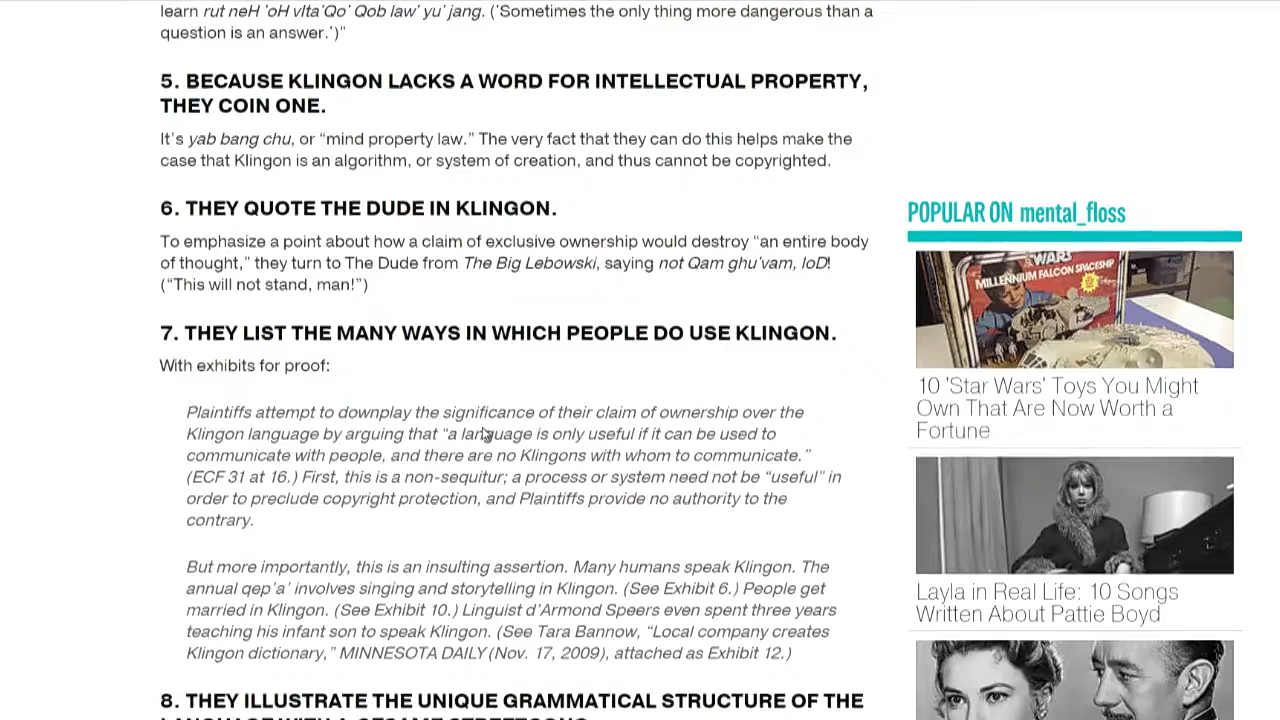 learn rut neH 'oH vIta'Qo' Qob law' yu' jang. ('Sometimes the only thing more dangerous than a
question is an answer.')"
5. BECAUSE KLINGON LACKS A WORD FOR INTELLECTUAL PROPERTY,
THEY COIN ONE.
It's yab bang chu, or “mind property law.” The very fact that they can do this helps make the
case that Klingon is an algorithm, or system of creation, and thus cannot be copyrighted.
6. THEY QUOTE THE DUDE IN KLINGON.
To emphasize a point about how a claim of exclusive ownership would destroy “an entire body
of thought,” they turn to The Dude from The Big Lebowski, saying not Qam ghu'vam, loD!
(“This will not stand, man!”)
7. THEY LIST THE MANY WAYS IN WHICH PEOPLE DO USE KLINGON.
With exhibits for proof:
Plaintiffs attempt to downplay the significance of their claim of ownership over the
Klingon language by arguing that “a language is only useful if it can be used to
communicate with people, and there are no Klingons with whom to communicate.”
(ECF 31 at 16.) First, this is a non-sequitur; a process or system need not be “useful” in
order to preclude copyright protection, and Plaintiffs provide no authority to the
contrary.
But more importantly, this is an insulting assertion. Many humans speak Klingon. The
annual qep'a' involves singing and storytelling in Klingon. (See Exhibit 6.) People get
married in Klingon. (See Exhibit 10.) Linguist d'Armond Speers even spent three years
teaching his infant son to speak Klingon. (See Tara Bannow, “Local company creates
Klingon dictionary,” MINNESOTA DAILY (Nov. 17, 2009), attached as Exhibit 12.)
8. THEY ILLUSTRATE THE UNIQUE GRAMMATICAL STRUCTURE OF THE
POPULAR ON mental_floss
WARS
MILLENNIUM FALCON SPACESHIP
10 'Star Wars' Toys You Might
Own That Are Now Worth a
Fortune
Layla in Real Life: 10 Songs
Written About Pattie Boyd